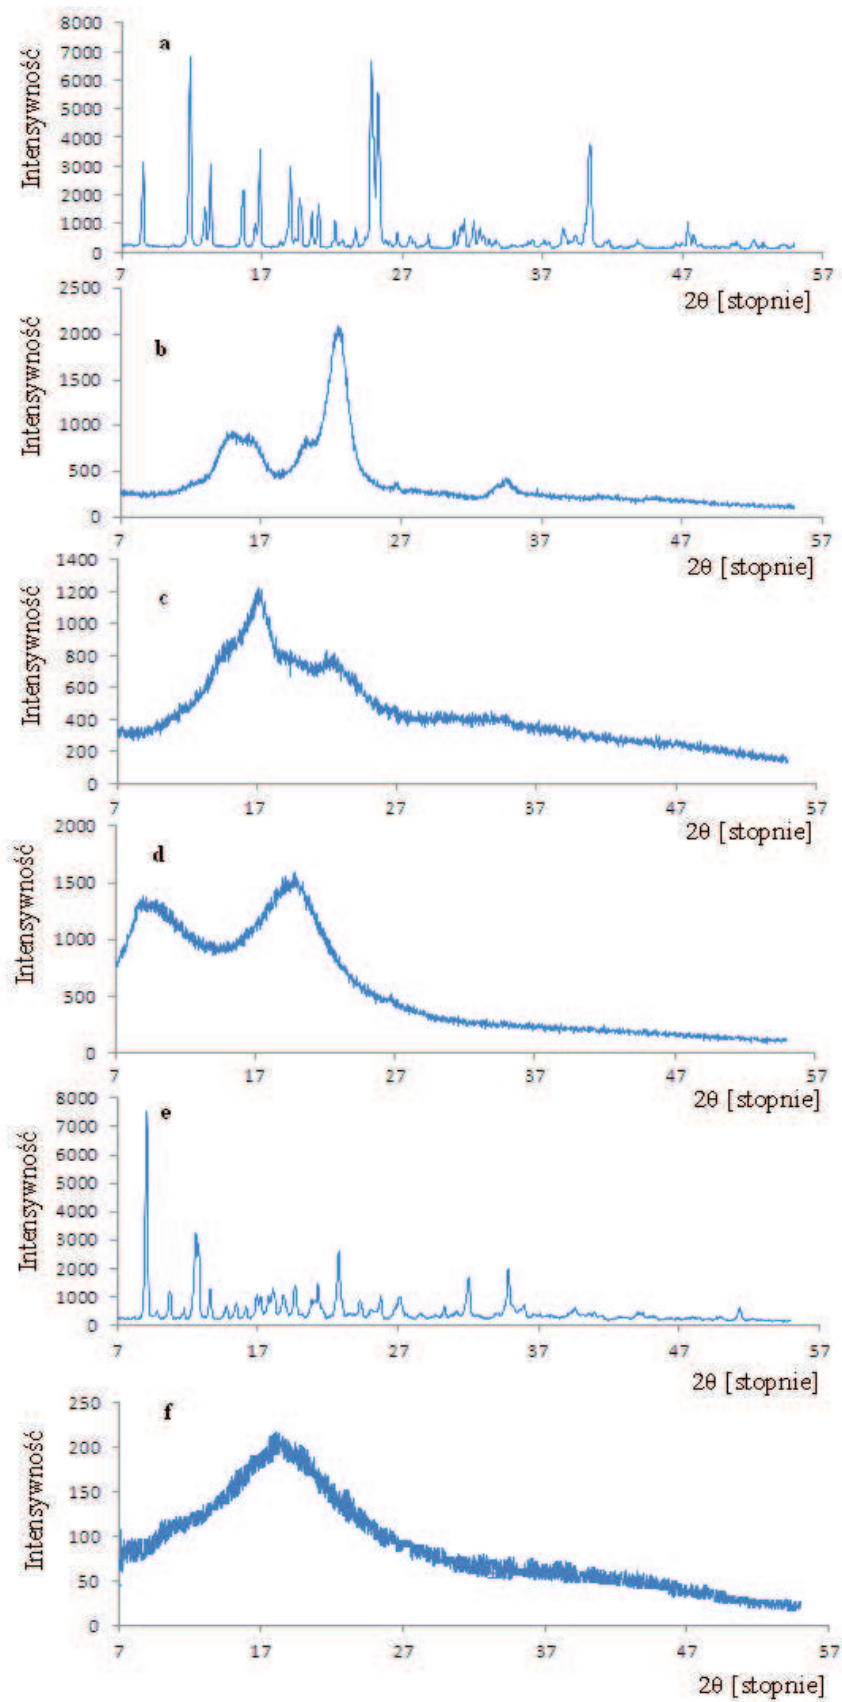 8000
7000
6000
5000
4000
3000
2000
1000
0
Intensywność
a
7 17 27 37 47 57
2θ [stopnie]
2500
2000
1500
1000
500
0
Intensywność
b
7 17 27 37 47 57
2θ [stopnie]
1400
1200
1000
800
600
400
200
0
Intensywność
c
7 17 27 37 47 57
2θ [stopnie]
2000
1500
1000
500
0
Intensywność
d
7 17 27 37 47 57
2θ [stopnie]
8000
7000
6000
5000
4000
3000
2000
1000
0
Intensywność
e
7 17 27 37 47 57
2θ [stopnie]
250
200
150
100
50
0
Intensywność
f
7 17 27 37 47 57
2θ [stopnie]